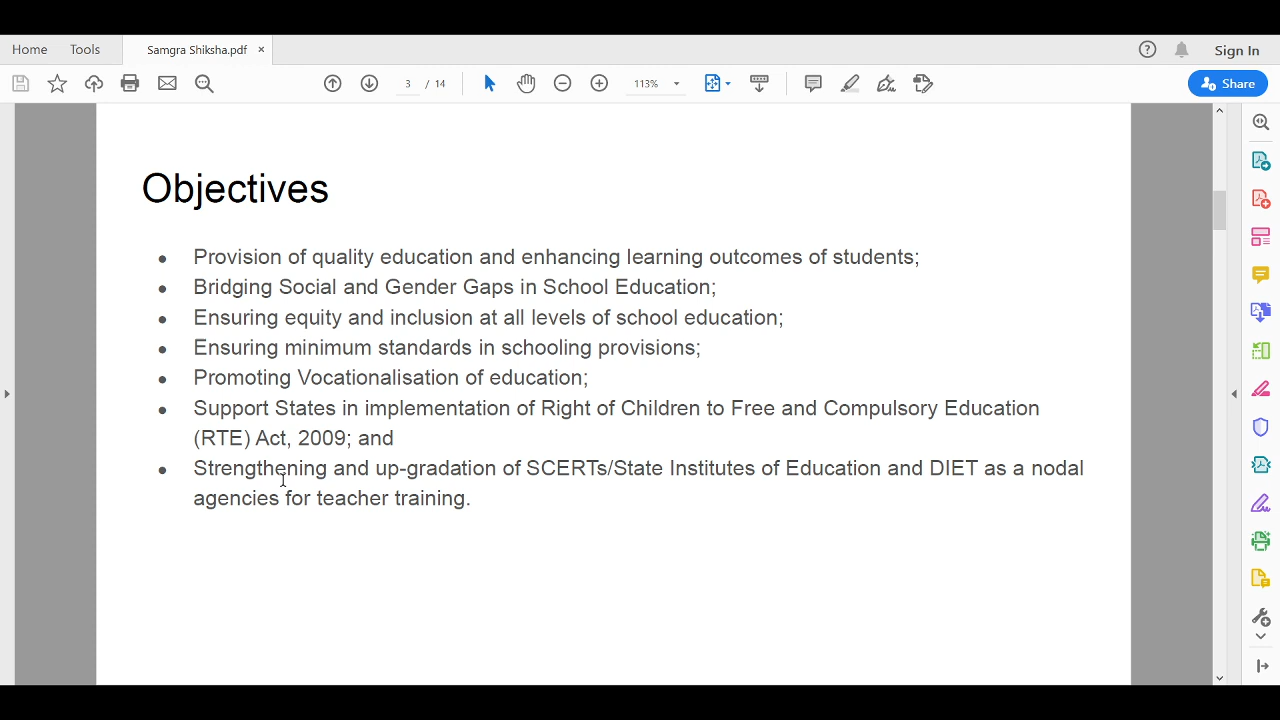 Home Tools Samgra Shiksha.pdf × Sign In
3 / 14 113% Share
Objectives
• Provision of quality education and enhancing learning outcomes of students;
• Bridging Social and Gender Gaps in School Education;
• Ensuring equity and inclusion at all levels of school education;
• Ensuring minimum standards in schooling provisions;
• Promoting Vocationalisation of education;
• Support States in implementation of Right of Children to Free and Compulsory Education
(RTE) Act, 2009; and
• Strengthening and up-gradation of SCERTs/State Institutes of Education and DIET as a nodal
agencies for teacher training.